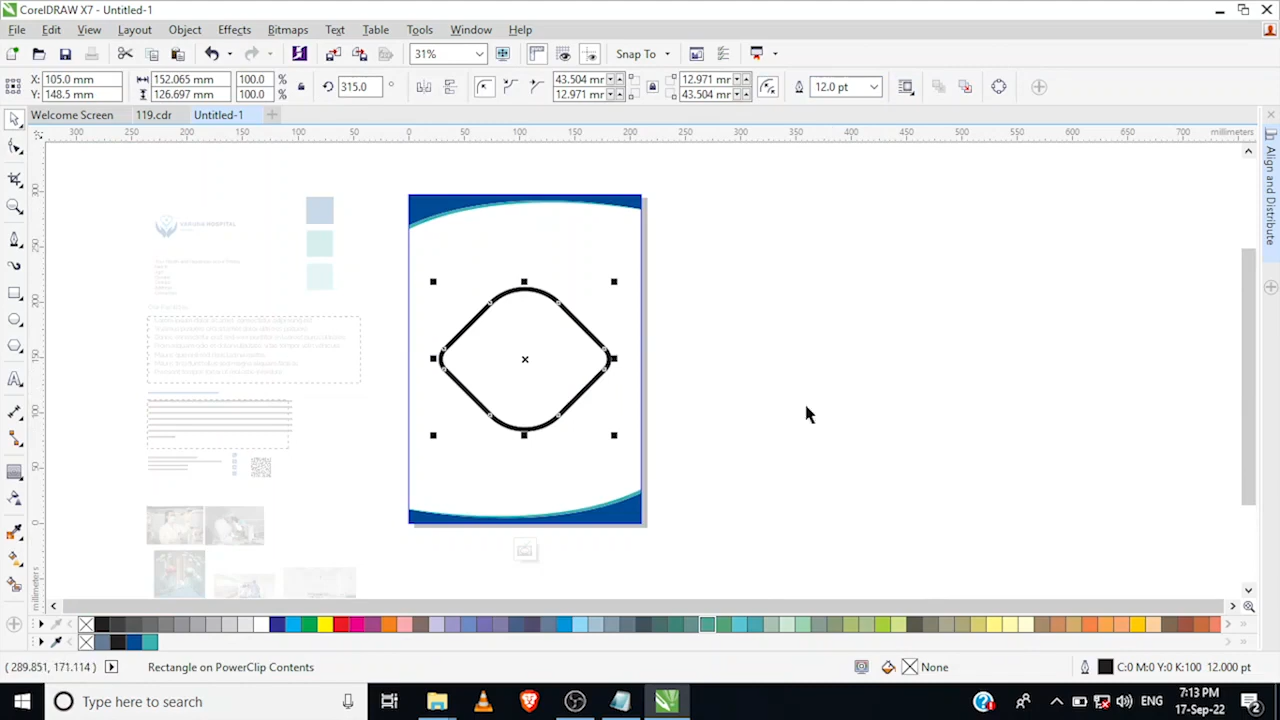 CorelDRAW X7 - Untitled-1
File Edit View Layout Object Effects Bitmaps Text Table Tools Window Help
31% Snap To
X: 105.0 mm 152.065 mm 100.0 % 315.0 ° 43.504 mr 12.971 mr 12.0 pt
Y: 148.5 mm 126.697 mm 100.0 % 12.971 mr 43.504 mr
Welcome Screen 119.cdr Untitled-1
300 250 200 150 100 50 0 50 100 150 200 250 300 350 400 450 500 550 600 650 700 millimeters
Align and Distribute
millimeters
(289.851, 171.114) Rectangle on PowerClip Contents None C:0 M:0 Y:0 K:100 12.000 pt
Type here to search
ENG
7:13 PM
17-Sep-22
2